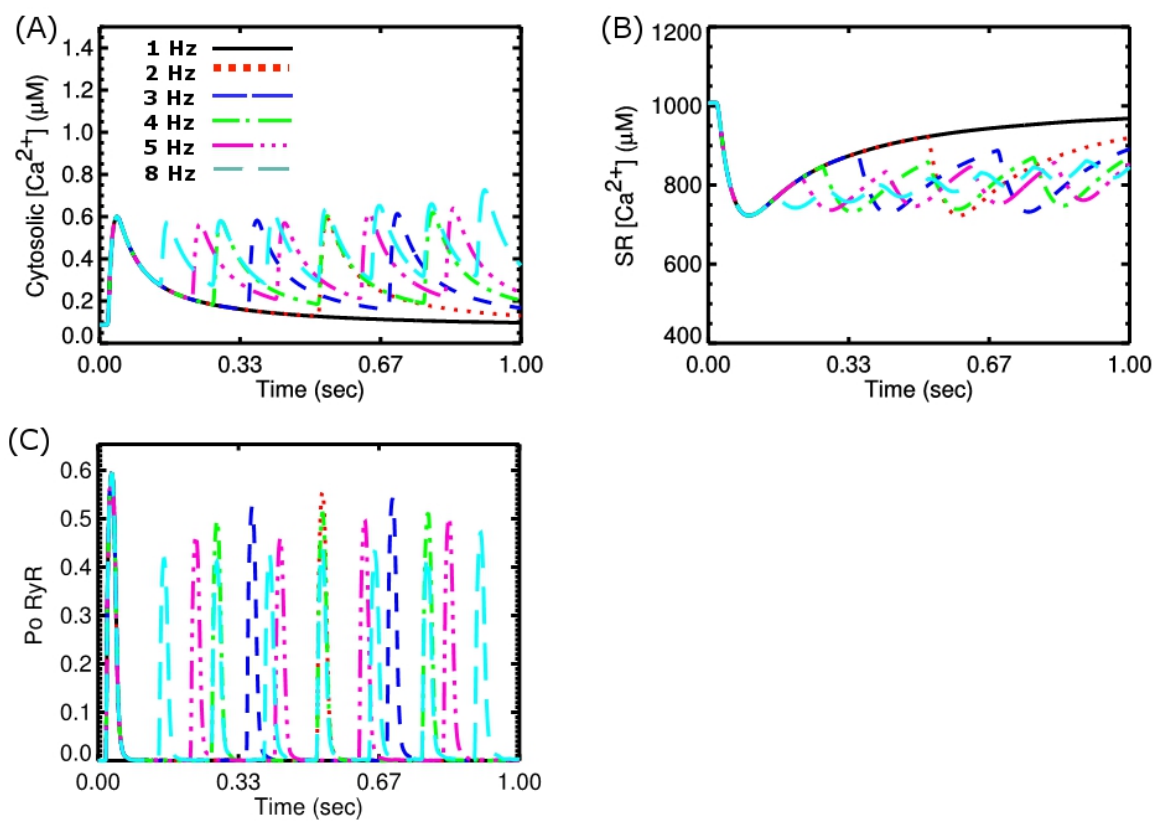 (A)
Cytosolic [Ca2+] (μM)
1.4
1.2
1.0
0.8
0.6
0.4
0.2
0.0
1 Hz
2 Hz
3 Hz
4 Hz
5 Hz
8 Hz
0.00 0.33 0.67 1.00
Time (sec)
(B)
SR [Ca2+] (μM)
1200
1000
800
600
400
0.00 0.33 0.67 1.00
Time (sec)
(C)
Po RyR
0.6
0.5
0.4
0.3
0.2
0.1
0.0
0.00 0.33 0.67 1.00
Time (sec)